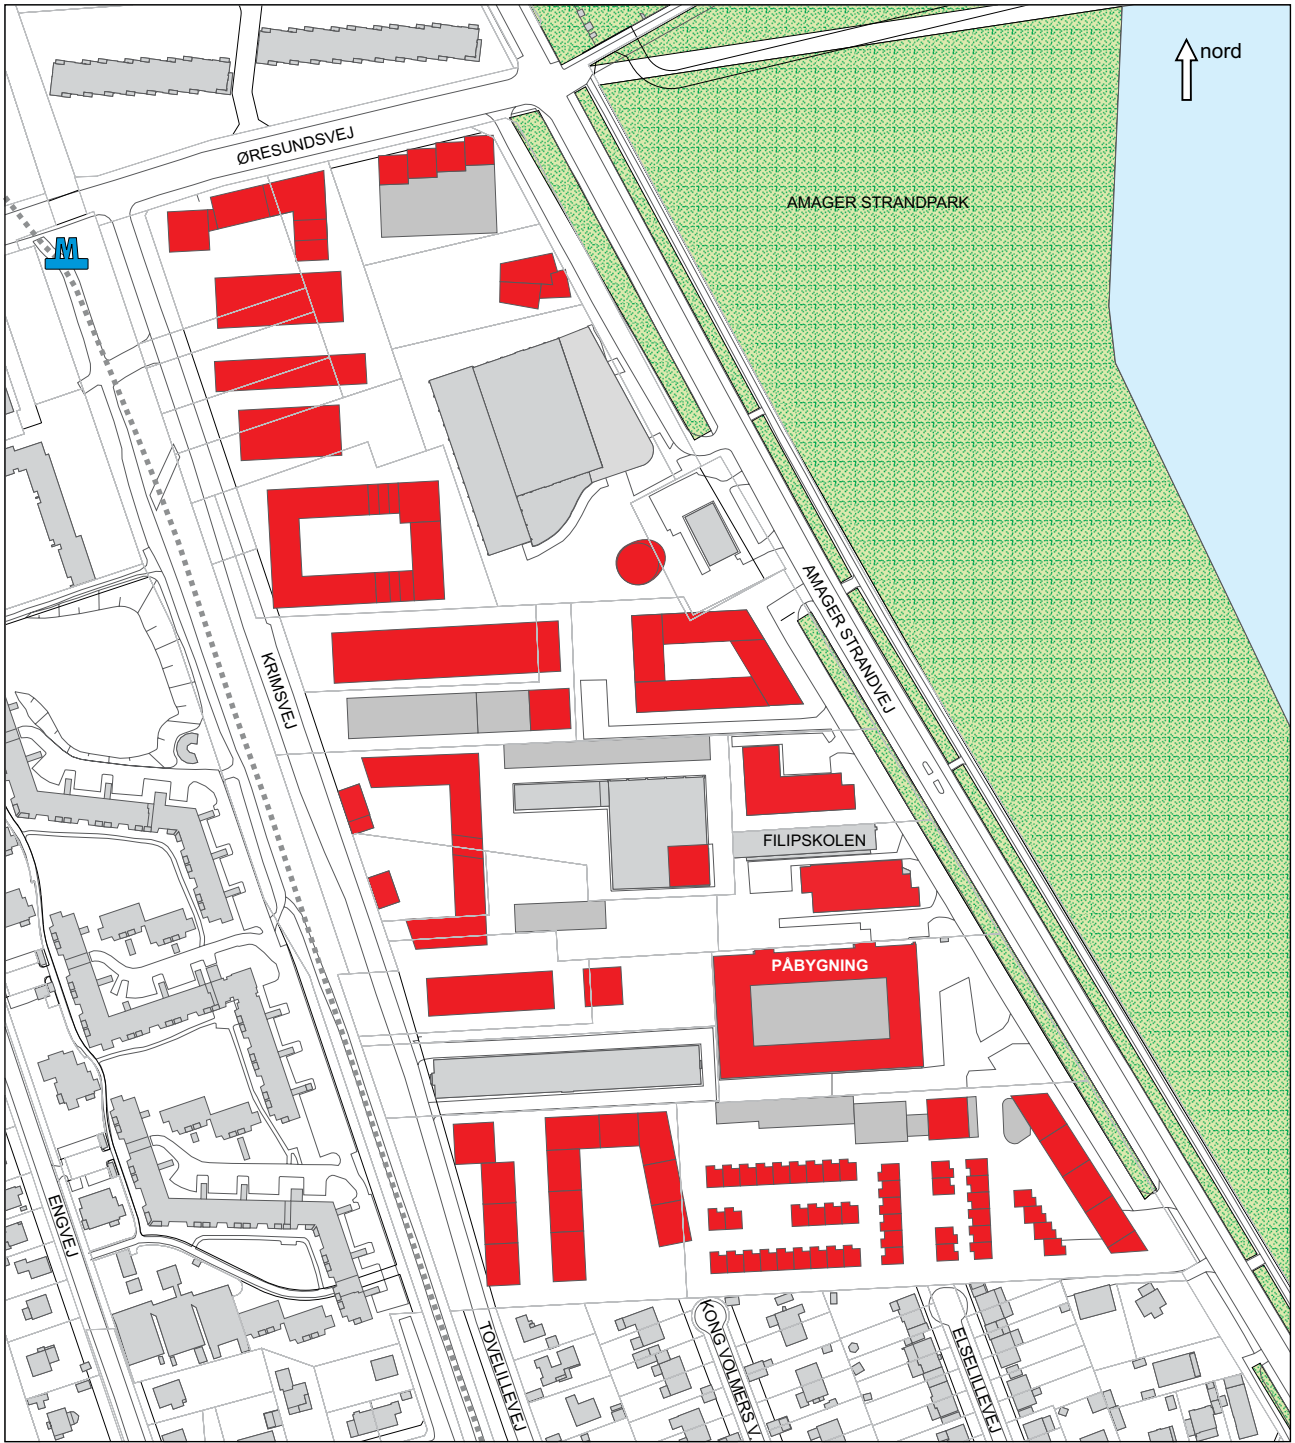 nord
ØRESUNDSVEJ
AMAGER STRANDPARK
M
AMAGER STRANDVEJ
KRIMSVEJ
FILIPSKOLEN
PÅBYGNING
ENGVEJ
TOVELILLEVEJ
KONG VOLMERS V.
ELSELILLEVEJ